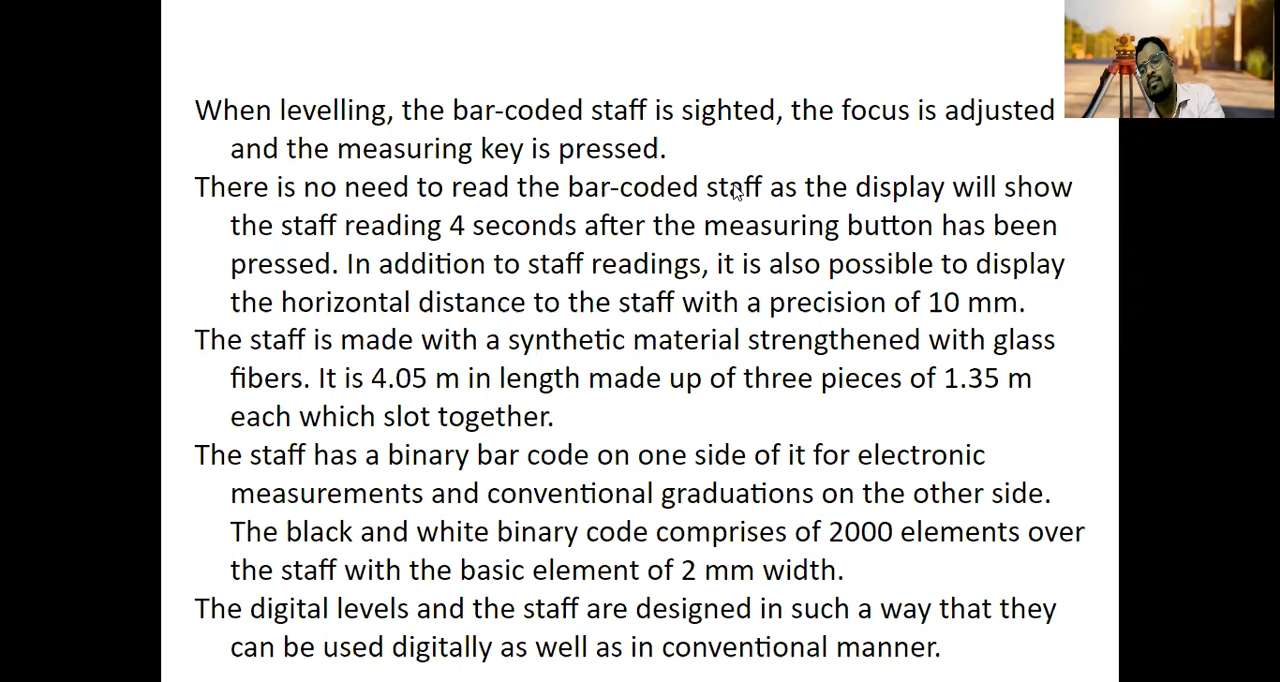 When levelling, the bar-coded staff is sighted, the focus is adjusted
and the measuring key is pressed.
There is no need to read the bar-coded staff as the display will show
the staff reading 4 seconds after the measuring button has been
pressed. In addition to staff readings, it is also possible to display
the horizontal distance to the staff with a precision of 10 mm.
The staff is made with a synthetic material strengthened with glass
fibers. It is 4.05 m in length made up of three pieces of 1.35 m
each which slot together.
The staff has a binary bar code on one side of it for electronic
measurements and conventional graduations on the other side.
The black and white binary code comprises of 2000 elements over
the staff with the basic element of 2 mm width.
The digital levels and the staff are designed in such a way that they
can be used digitally as well as in conventional manner.